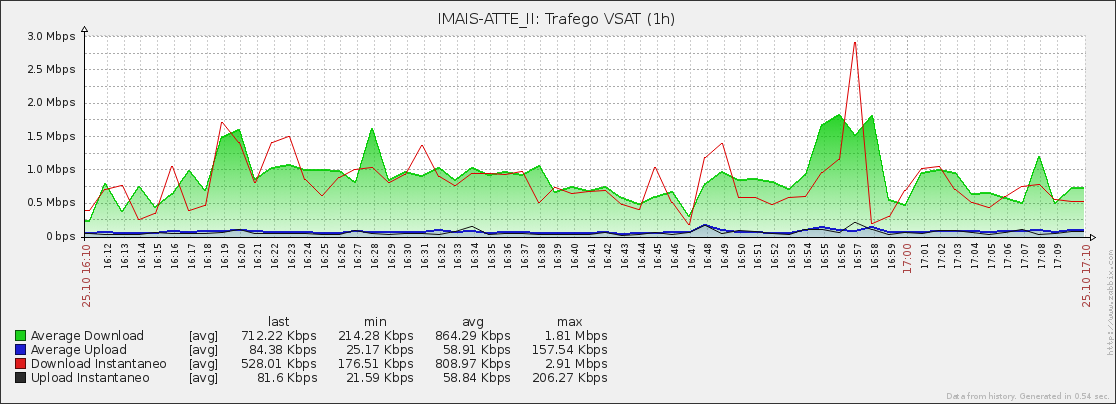 IMAIS-ATTE_II: Trafego VSAT (1h)
3.0 Mbps
2.5 Mbps
2.0 Mbps
1.5 Mbps
1.0 Mbps
0.5 Mbps
0 bps
25.10 16:10 16:12 16:13 16:14 16:15 16:16 16:17 16:18 16:19 16:20 16:21 16:22 16:23 16:24 16:25 16:26 16:27 16:28 16:29 16:30 16:31 16:32 16:33 16:34 16:35 16:36 16:37 16:38 16:39 16:40 16:41 16:42 16:43 16:44 16:45 16:46 16:47 16:48 16:49 16:50 16:51 16:52 16:53 16:54 16:55 16:56 16:57 16:58 16:59 17:00 17:01 17:02 17:03 17:04 17:05 17:06 17:07 17:08 17:09 25.10 17:10
last min avg max
Average Download [avg] 712.22 Kbps 214.28 Kbps 864.29 Kbps 1.81 Mbps
Average Upload [avg] 84.38 Kbps 25.17 Kbps 58.91 Kbps 157.54 Kbps
Download Instantaneo [avg] 528.01 Kbps 176.51 Kbps 808.97 Kbps 2.91 Mbps
Upload Instantaneo [avg] 81.6 Kbps 21.59 Kbps 58.84 Kbps 206.27 Kbps
http://www.zabbix.com
Data from history. Generated in 0.54 sec.